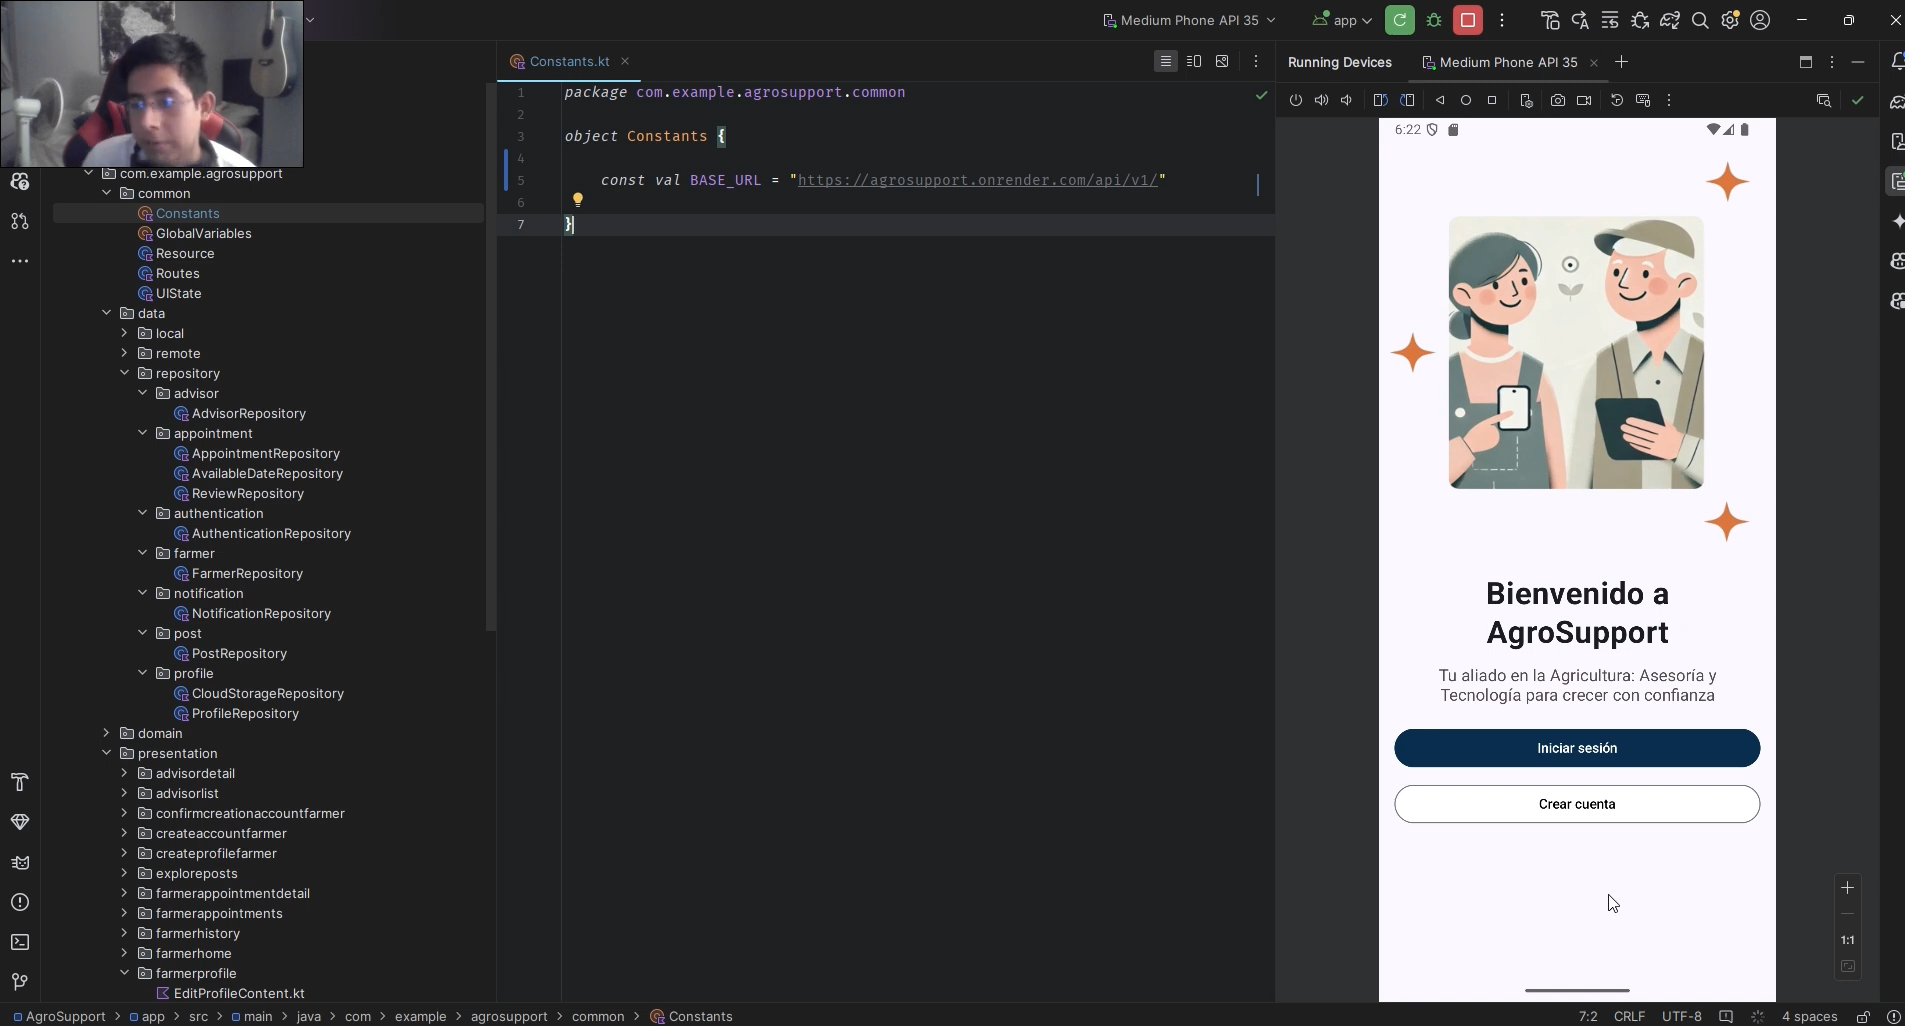 Medium Phone API 35
app
Constants.kt
Running Devices
Medium Phone API 35
1 package com.example.agrosupport.common
2
3 object Constants {
4
5 const val BASE_URL = "https://agrosupport.onrender.com/api/v1/"
6
7 }
com.example.agrosupport
common
Constants
GlobalVariables
Resource
Routes
UIState
data
local
remote
repository
advisor
AdvisorRepository
appointment
AppointmentRepository
AvailableDateRepository
ReviewRepository
authentication
AuthenticationRepository
farmer
FarmerRepository
notification
NotificationRepository
post
PostRepository
profile
CloudStorageRepository
ProfileRepository
domain
presentation
advisordetail
advisorlist
confirmcreationaccountfarmer
createaccountfarmer
createprofilefarmer
exploreposts
farmerappointmentdetail
farmerappointments
farmerhistory
farmerhome
farmerprofile
EditProfileContent.kt
6:22
Bienvenido a
AgroSupport
Tu aliado en la Agricultura: Asesoría y
Tecnología para crecer con confianza
Iniciar sesión
Crear cuenta
1:1
AgroSupport > app > src > main > java > com > example > agrosupport > common > Constants
7:2 CRLF UTF-8 4 spaces